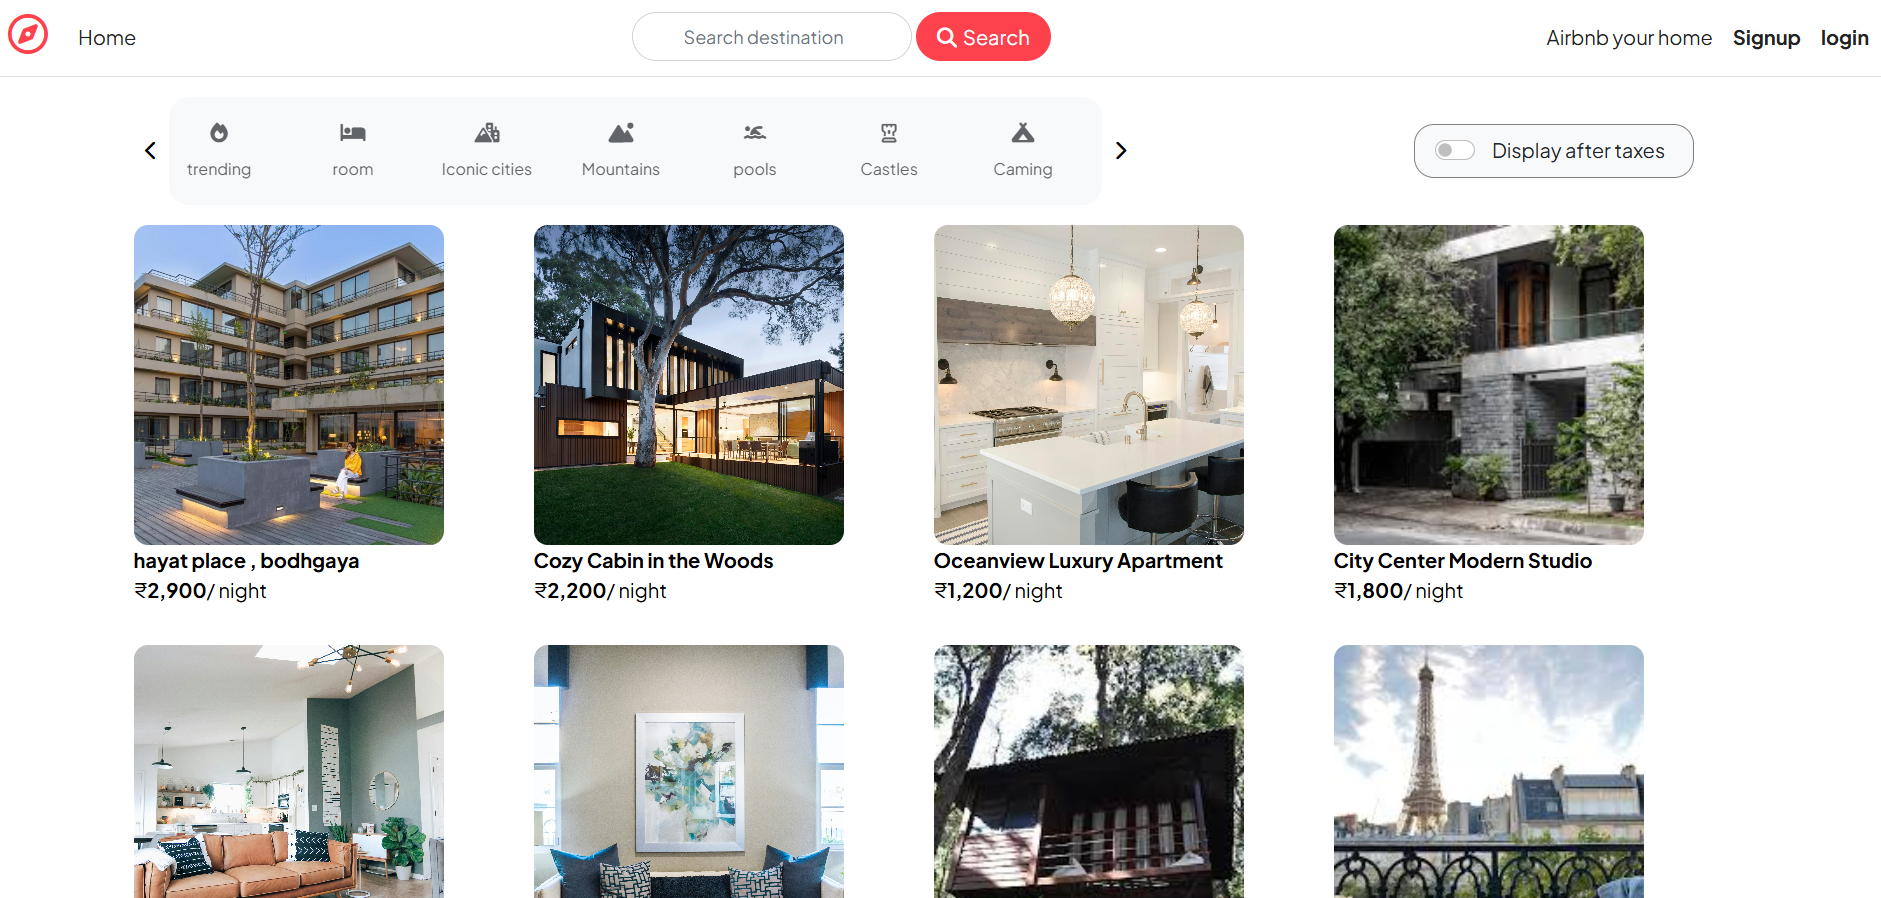 Home
Search destination
Search
Airbnb your home
Signup
login
trending
room
Iconic cities
Mountains
pools
Castles
Caming
Display after taxes
hayat place , bodhgaya
₹2,900/ night
Cozy Cabin in the Woods
₹2,200/ night
Oceanview Luxury Apartment
₹1,200/ night
City Center Modern Studio
₹1,800/ night